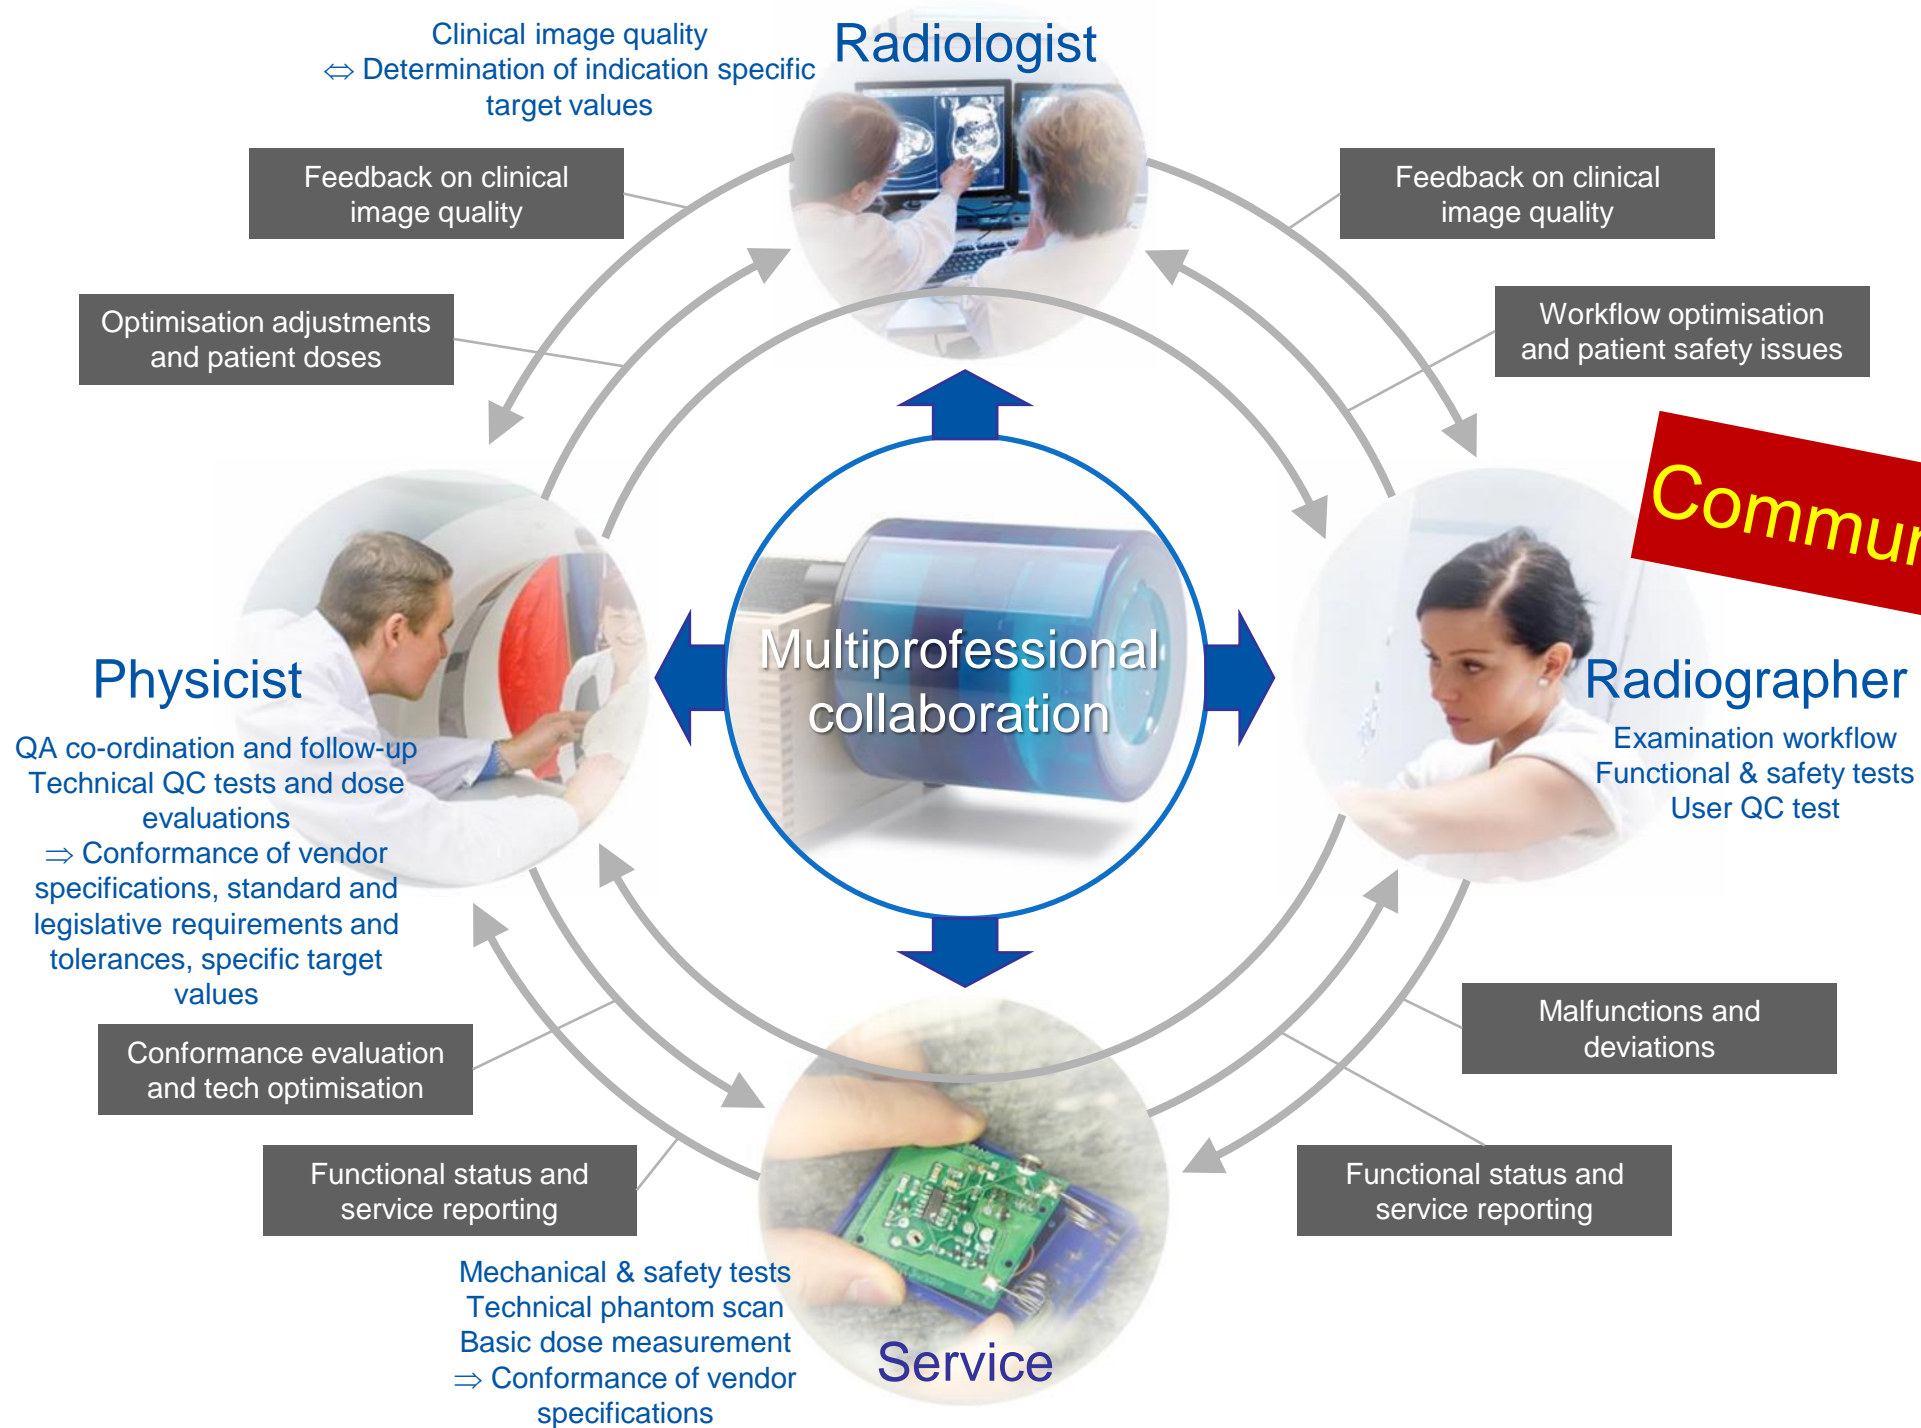 Clinical image quality
⇔ Determination of indication specific
target values
Radiologist
Feedback on clinical
image quality
Feedback on clinical
image quality
Optimisation adjustments
and patient doses
Workflow optimisation
and patient safety issues
Multiprofessional
collaboration
Physicist
QA co-ordination and follow-up
Technical QC tests and dose
evaluations
⇒ Conformance of vendor
specifications, standard and
legislative requirements and
tolerances, specific target
values
Radiographer
Examination workflow
Functional & safety tests
User QC test
Conformance evaluation
and tech optimisation
Malfunctions and
deviations
Functional status and
service reporting
Functional status and
service reporting
Mechanical & safety tests
Technical phantom scan
Basic dose measurement
⇒ Conformance of vendor
specifications
Service